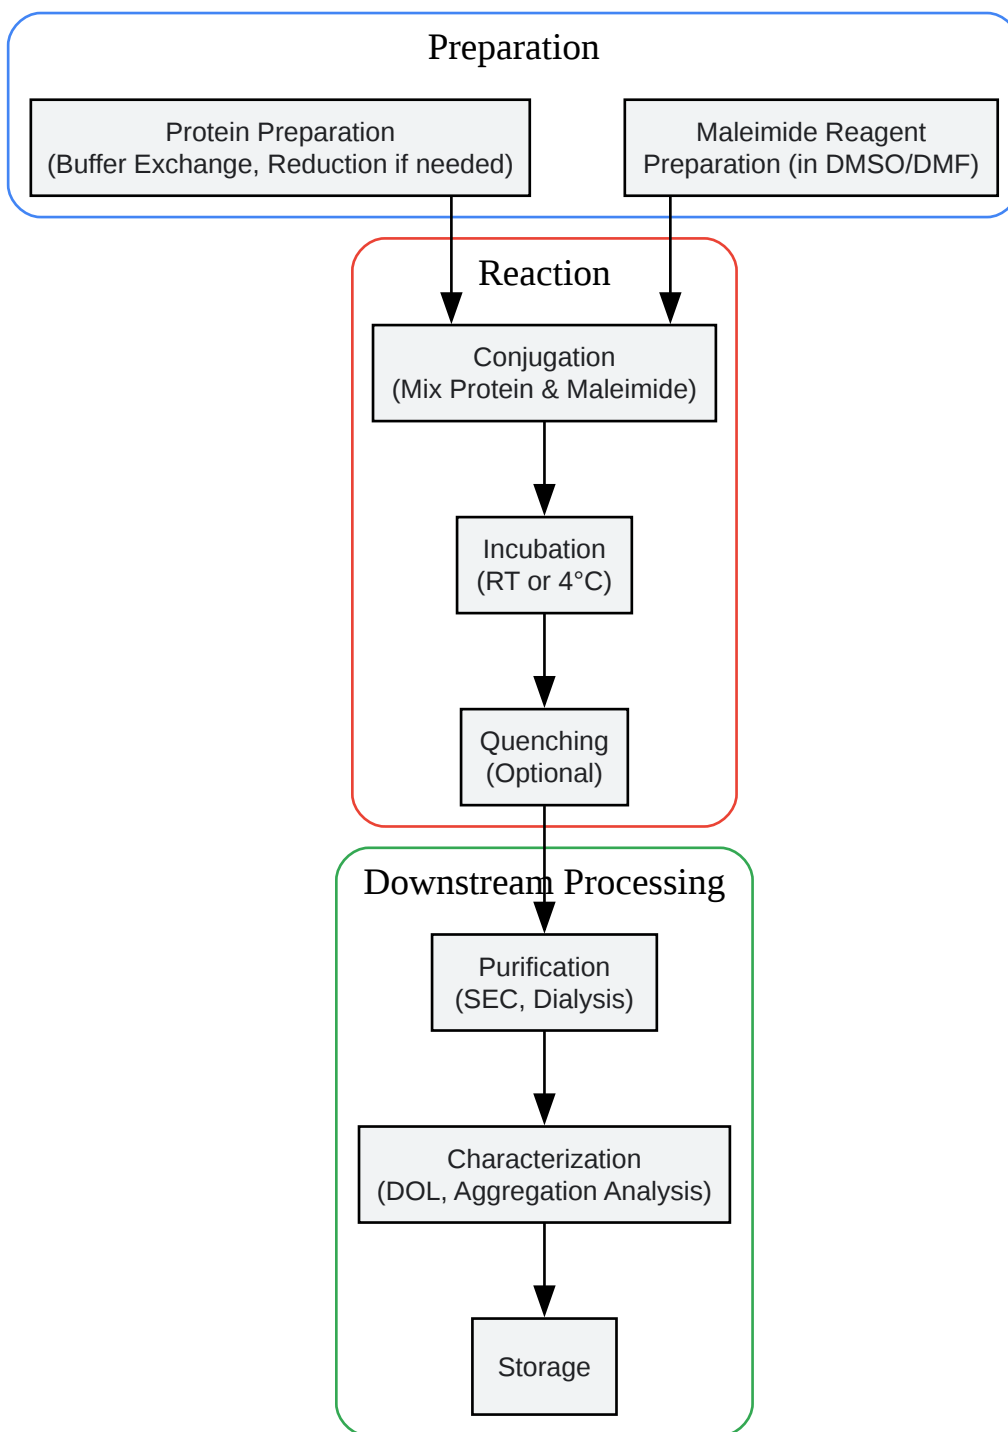 Preparation
Protein Preparation
(Buffer Exchange, Reduction if needed)
Maleimide Reagent
Preparation (in DMSO/DMF)
Reaction
Conjugation
(Mix Protein & Maleimide)
Incubation
(RT or 4°C)
Quenching
(Optional)
Downstream Processing
Purification
(SEC, Dialysis)
Characterization
(DOL, Aggregation Analysis)
Storage